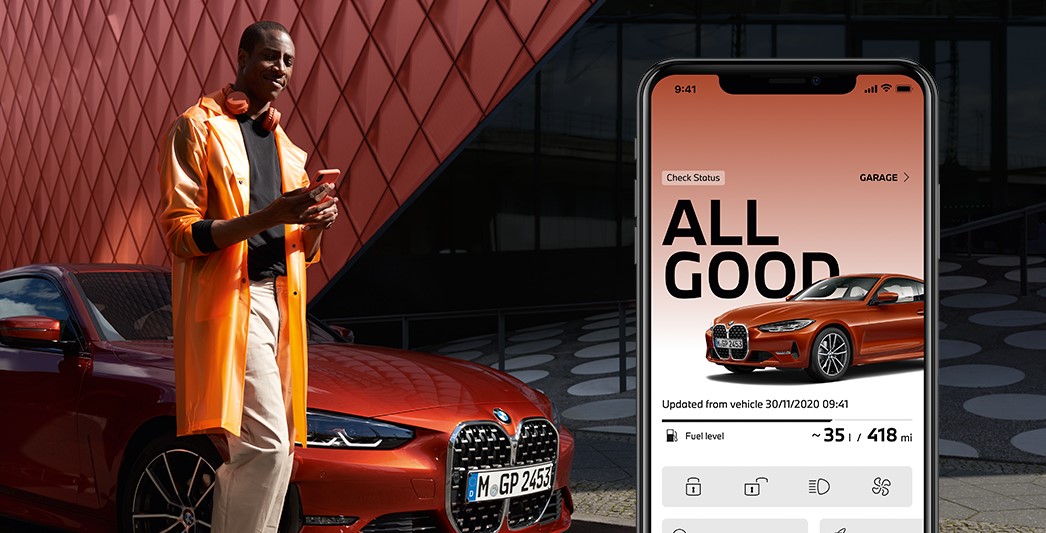 9:41
Check Status
GARAGE
ALL
GOOD
M GP 2453
Updated from vehicle 30/11/2020 09:41
Fuel level
~ 35 l / 418 mi
D M GP 2453